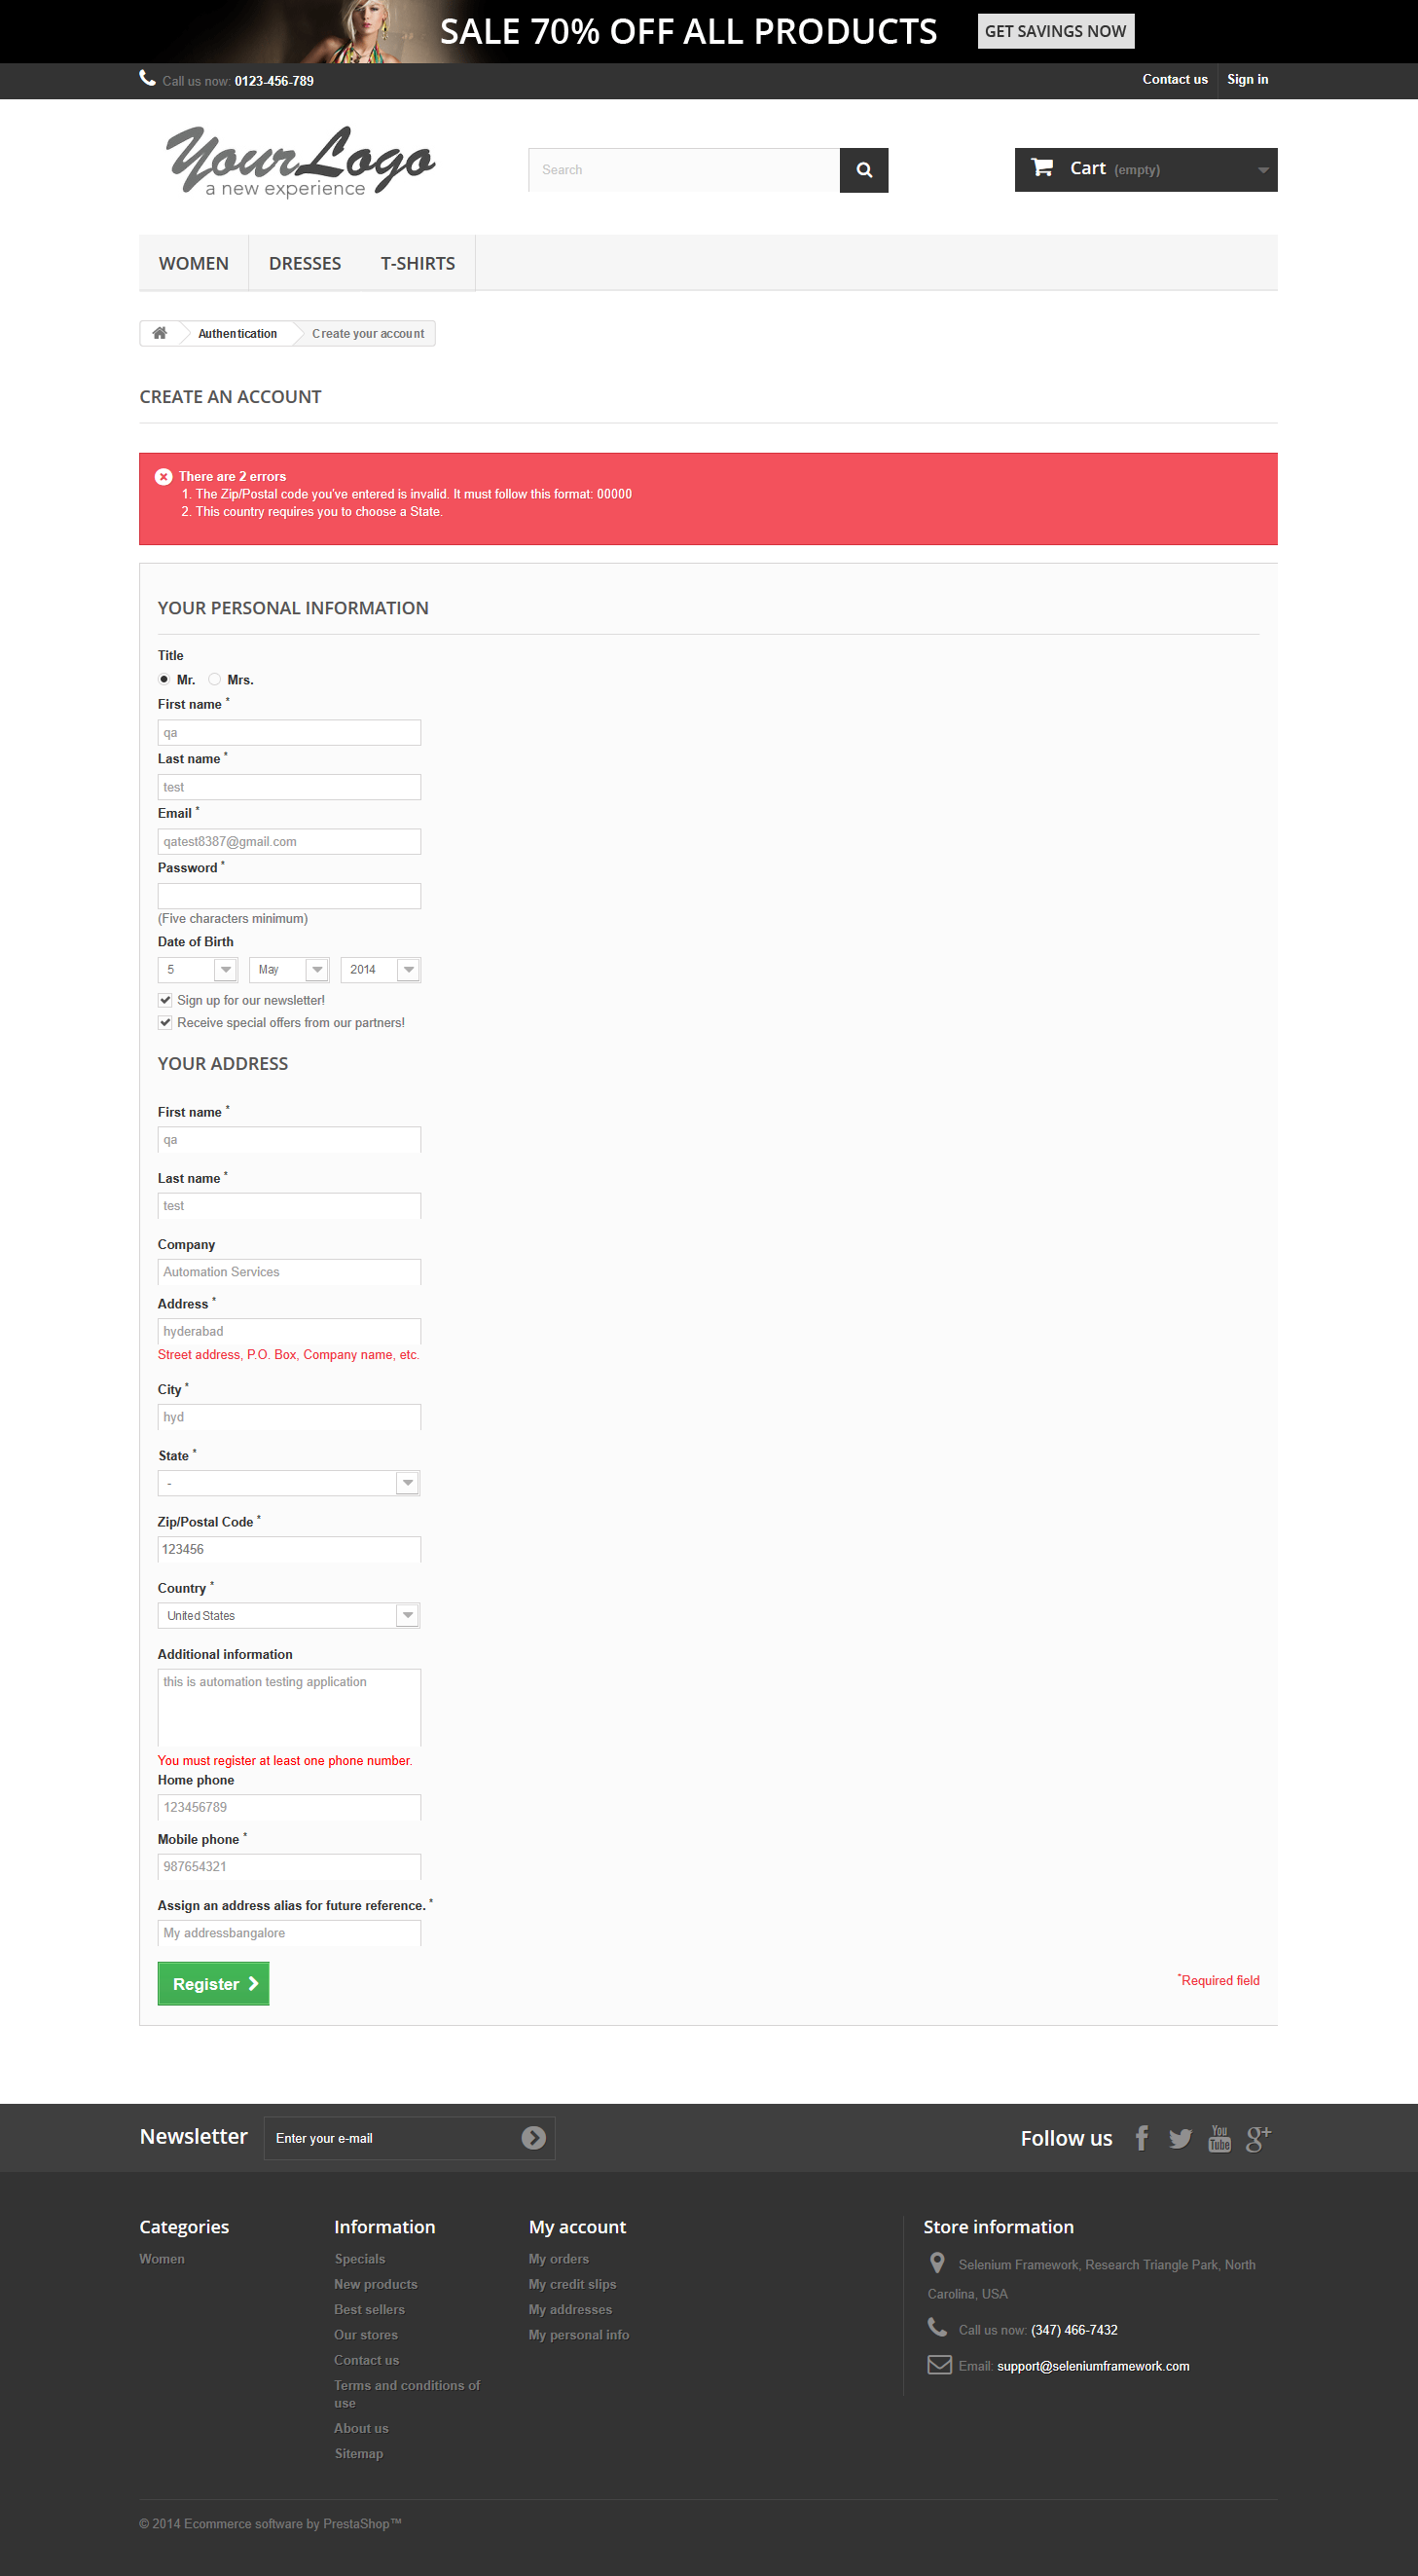 SALE 70% OFF ALL PRODUCTS GET SAVINGS NOW
Call us now: 0123-456-789 Contact us Sign in
YourLogo
a new experience
Search
Cart (empty)
WOMEN DRESSES T-SHIRTS
Authentication Create your account
CREATE AN ACCOUNT
There are 2 errors
1. The Zip/Postal code you've entered is invalid. It must follow this format: 00000
2. This country requires you to choose a State.
YOUR PERSONAL INFORMATION
Title
Mr. Mrs.
First name *
qa
Last name *
test
Email *
qatest8387@gmail.com
Password *
(Five characters minimum)
Date of Birth
5 May 2014
Sign up for our newsletter!
Receive special offers from our partners!
YOUR ADDRESS
First name *
qa
Last name *
test
Company
Automation Services
Address *
hyderabad
Street address, P.O. Box, Company name, etc.
City *
hyd
State *
-
Zip/Postal Code *
123456
Country *
United States
Additional information
this is automation testing application
You must register at least one phone number.
Home phone
123456789
Mobile phone *
987654321
Assign an address alias for future reference. *
My addressbangalore
Register
*Required field
Newsletter Enter your e-mail
Follow us f You Tube g+
Categories
Women
Information
Specials
New products
Best sellers
Our stores
Contact us
Terms and conditions of
use
About us
Sitemap
My account
My orders
My credit slips
My addresses
My personal info
Store information
Selenium Framework, Research Triangle Park, North
Carolina, USA
Call us now: (347) 466-7432
Email: support@seleniumframework.com
© 2014 Ecommerce software by PrestaShop™